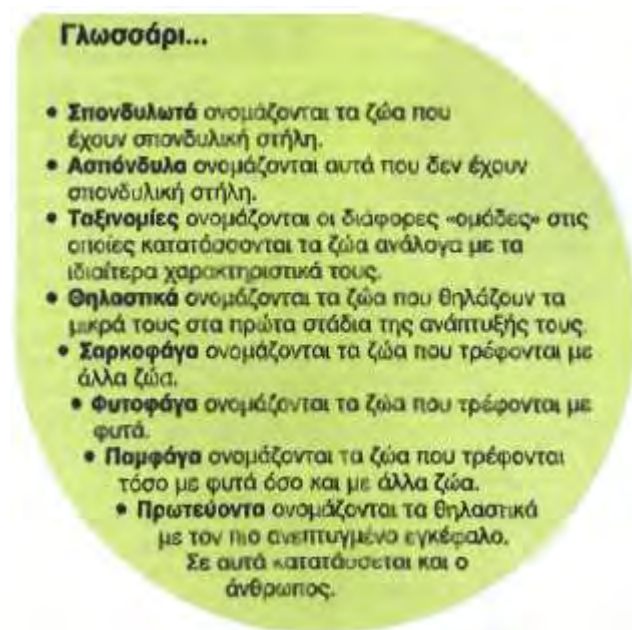 Γλωσσάρι...
• Σπονδυλωτά ονομάζονται τα ζώα που
έχουν σπονδυλική στήλη.
• Ασπόνδυλα ονομάζονται αυτά που δεν έχουν
σπονδυλική στήλη.
• Ταξινομίες ονομάζονται οι διάφορες «ομάδες» στις
οποίες κατατάσσονται τα ζώα ανάλογα με τα
ιδιαίτερα χαρακτηριστικά τους.
• Θηλαστικά ονομάζονται τα ζώα που θηλάζουν τα
μικρά τους στα πρώτα στάδια της ανάπτυξής τους.
• Σαρκοφάγα ονομάζονται τα ζώα που τρέφονται με
άλλα ζώα.
• Φυτοφάγα ονομάζονται τα ζώα που τρέφονται με
φυτά.
• Παμφάγα ονομάζονται τα ζώα που τρέφονται
τόσο με φυτά όσο και με άλλα ζώα.
• Πρωτεύοντα ονομάζονται τα θηλαστικά
με τον πιο ανεπτυγμένο εγκέφαλο.
Σε αυτά κατατάσσεται και ο
άνθρωπος.